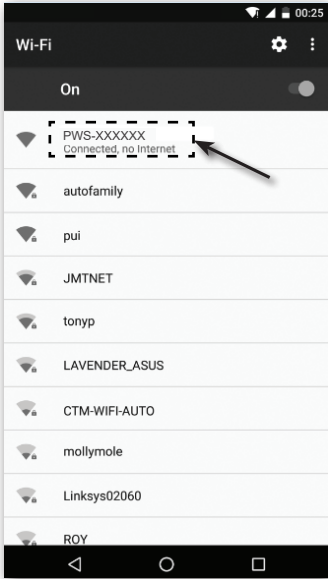 00:25
Wi-Fi
On
PWS-XXXXXX
Connected, no Internet
autofamily
pui
JMTNET
tonyp
LAVENDER_ASUS
CTM-WIFI-AUTO
mollymole
Linksys02060
ROY